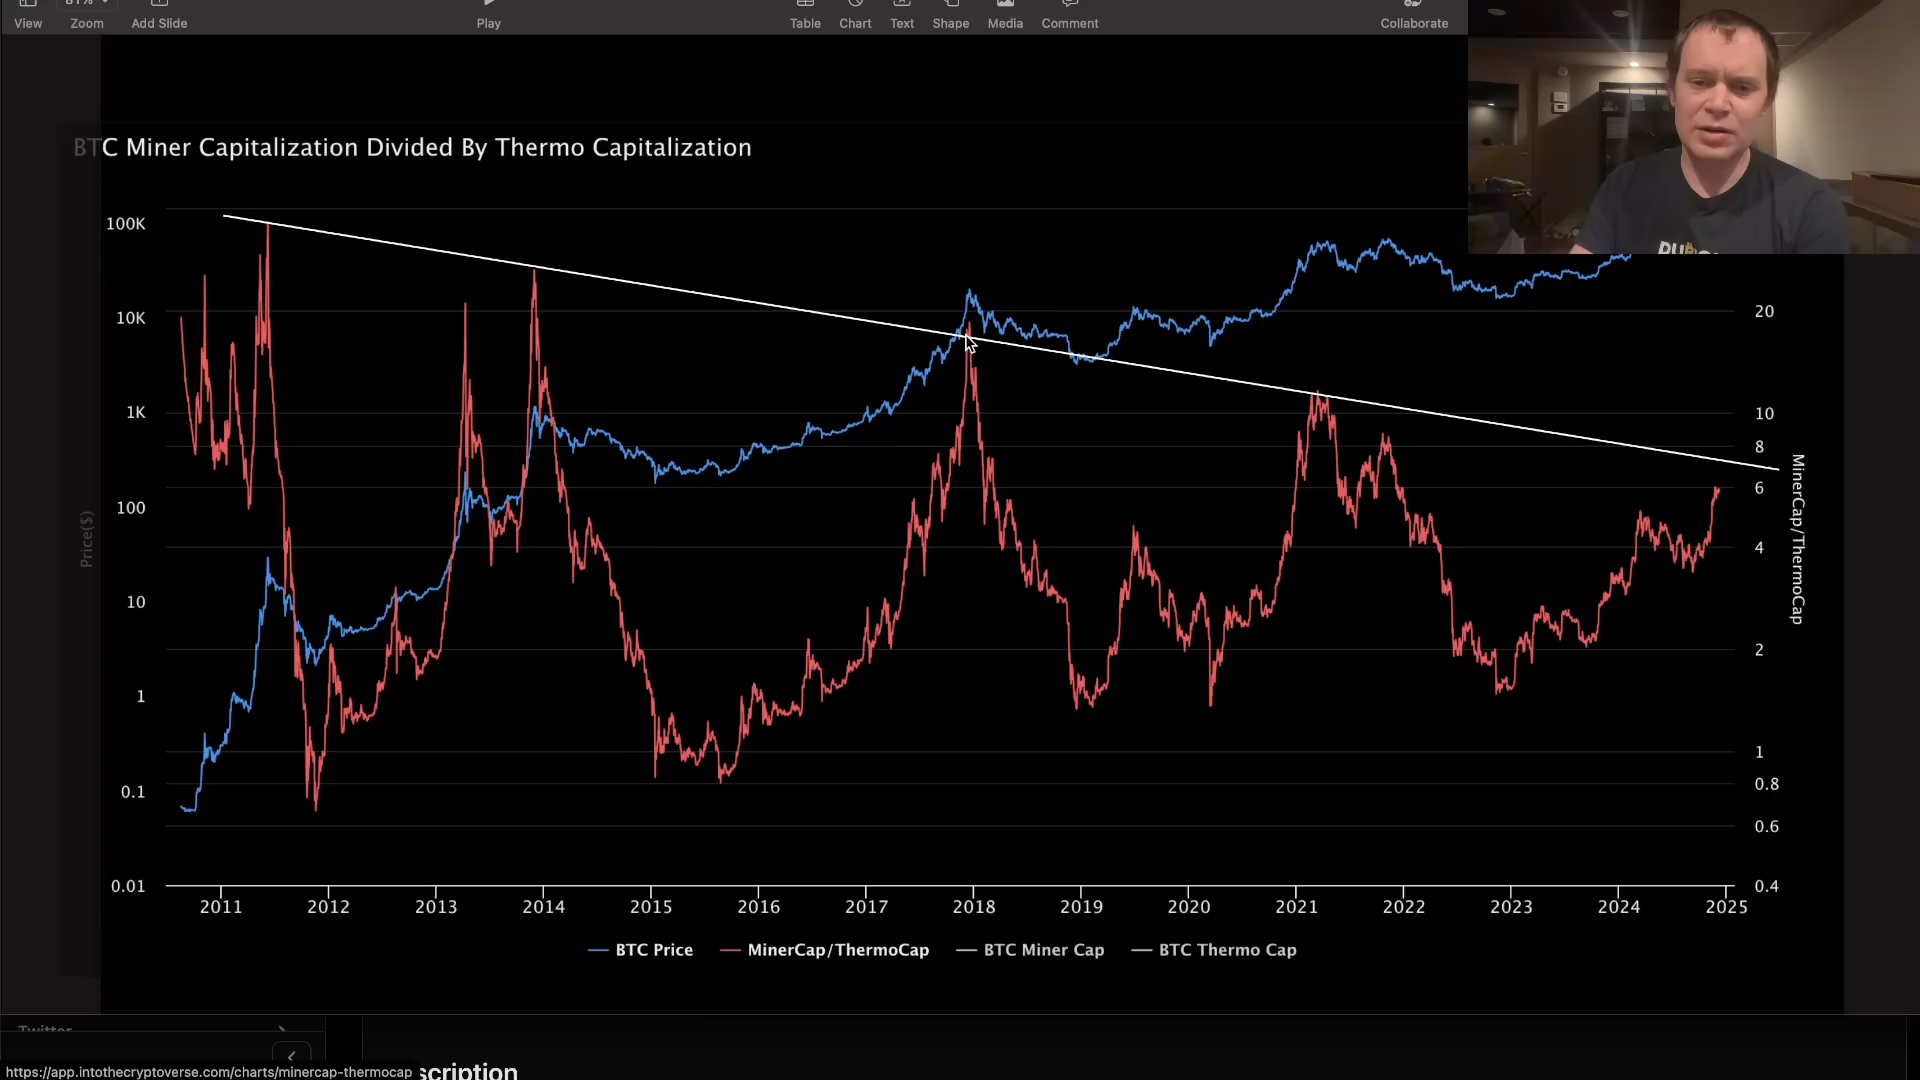 81%
View Zoom Add Slide Play Table Chart Text Shape Media Comment Collaborate
BTC Miner Capitalization Divided By Thermo Capitalization
100K
10K
1K
100
10
1
0.1
0.01
Price($)
20
10
8
6
4
2
1
0.8
0.6
0.4
MinerCap/ThermoCap
2011 2012 2013 2014 2015 2016 2017 2018 2019 2020 2021 2022 2023 2024 2025
BTC Price MinerCap/ThermoCap BTC Miner Cap BTC Thermo Cap
Twitter
scription
https://app.intothecryptoverse.com/charts/minercap-thermocap